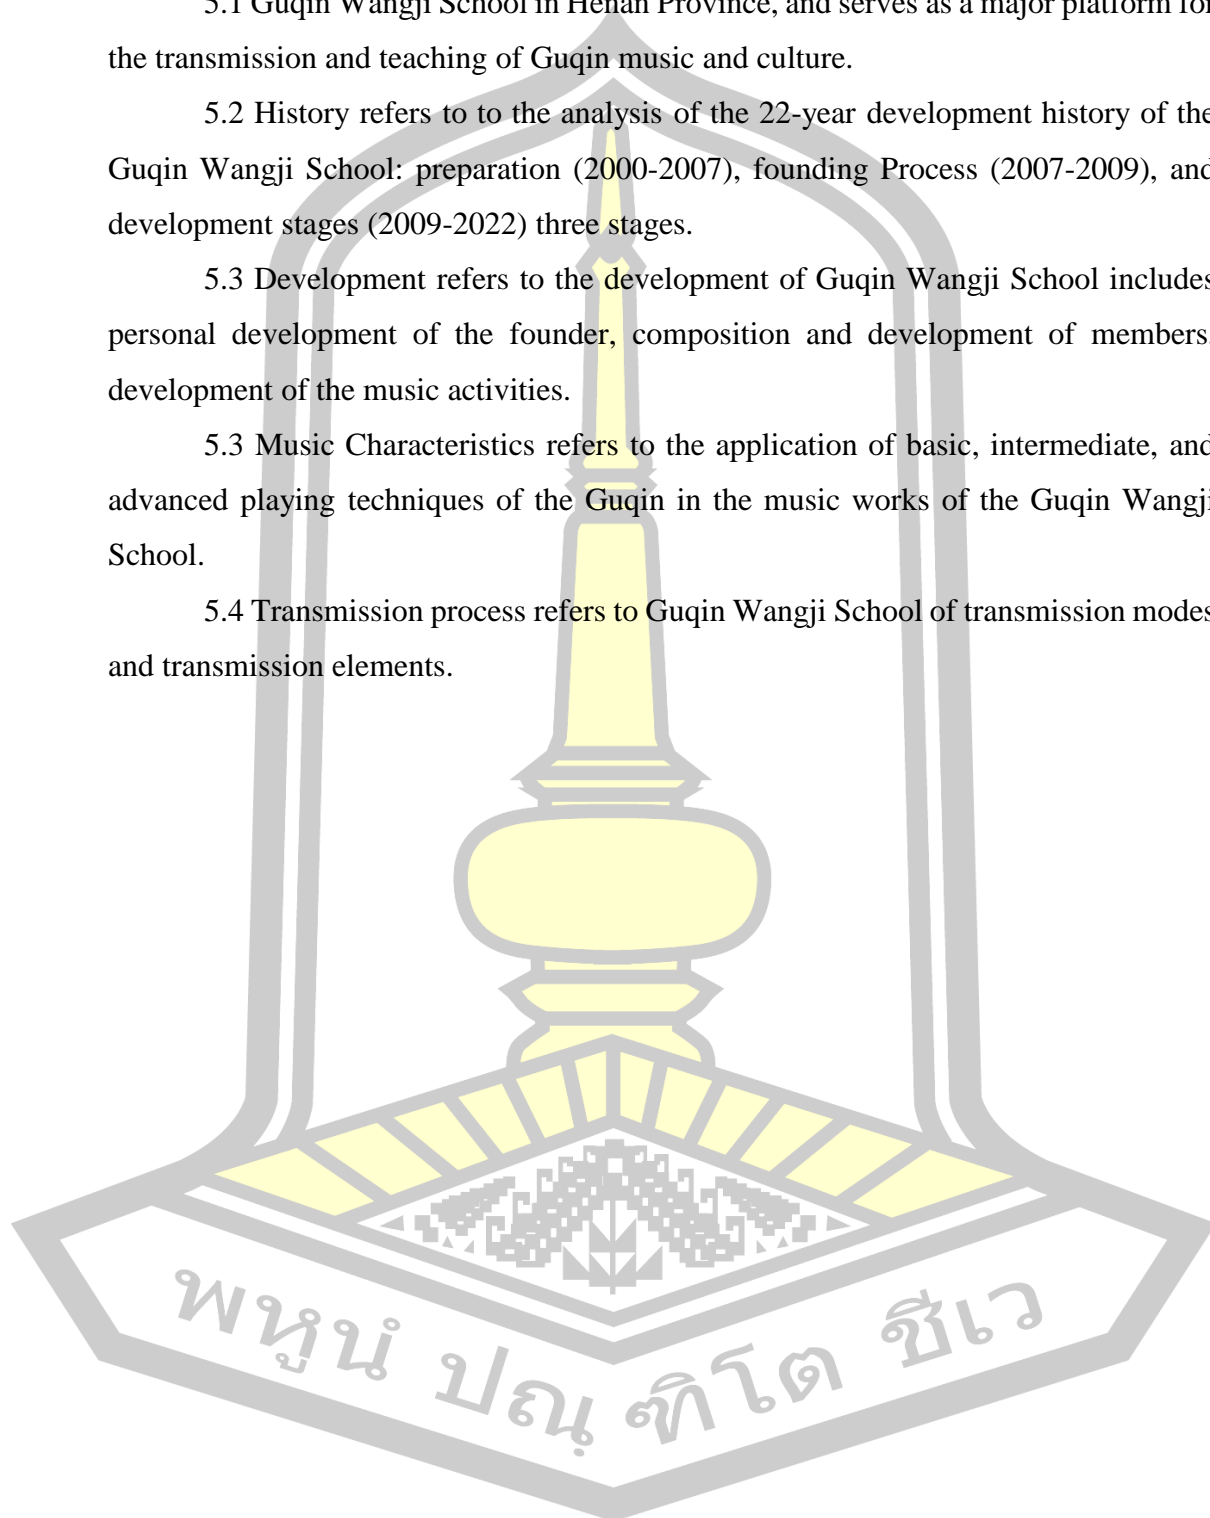 5.1 Guqin Wangji School in Henan Province, and serves as a major platform for
the transmission and teaching of Guqin music and culture.
5.2 History refers to to the analysis of the 22-year development history of the
Guqin Wangji School: preparation (2000-2007), founding Process (2007-2009), and
development stages (2009-2022) three stages.
5.3 Development refers to the development of Guqin Wangji School includes
personal development of the founder, composition and development of members,
development of the music activities.
5.3 Music Characteristics refers to the application of basic, intermediate, and
advanced playing techniques of the Guqin in the music works of the Guqin Wangji
School.
5.4 Transmission process refers to Guqin Wangji School of transmission modes
and transmission elements.
พหูนํ ปณฺฑิโต ชีเว